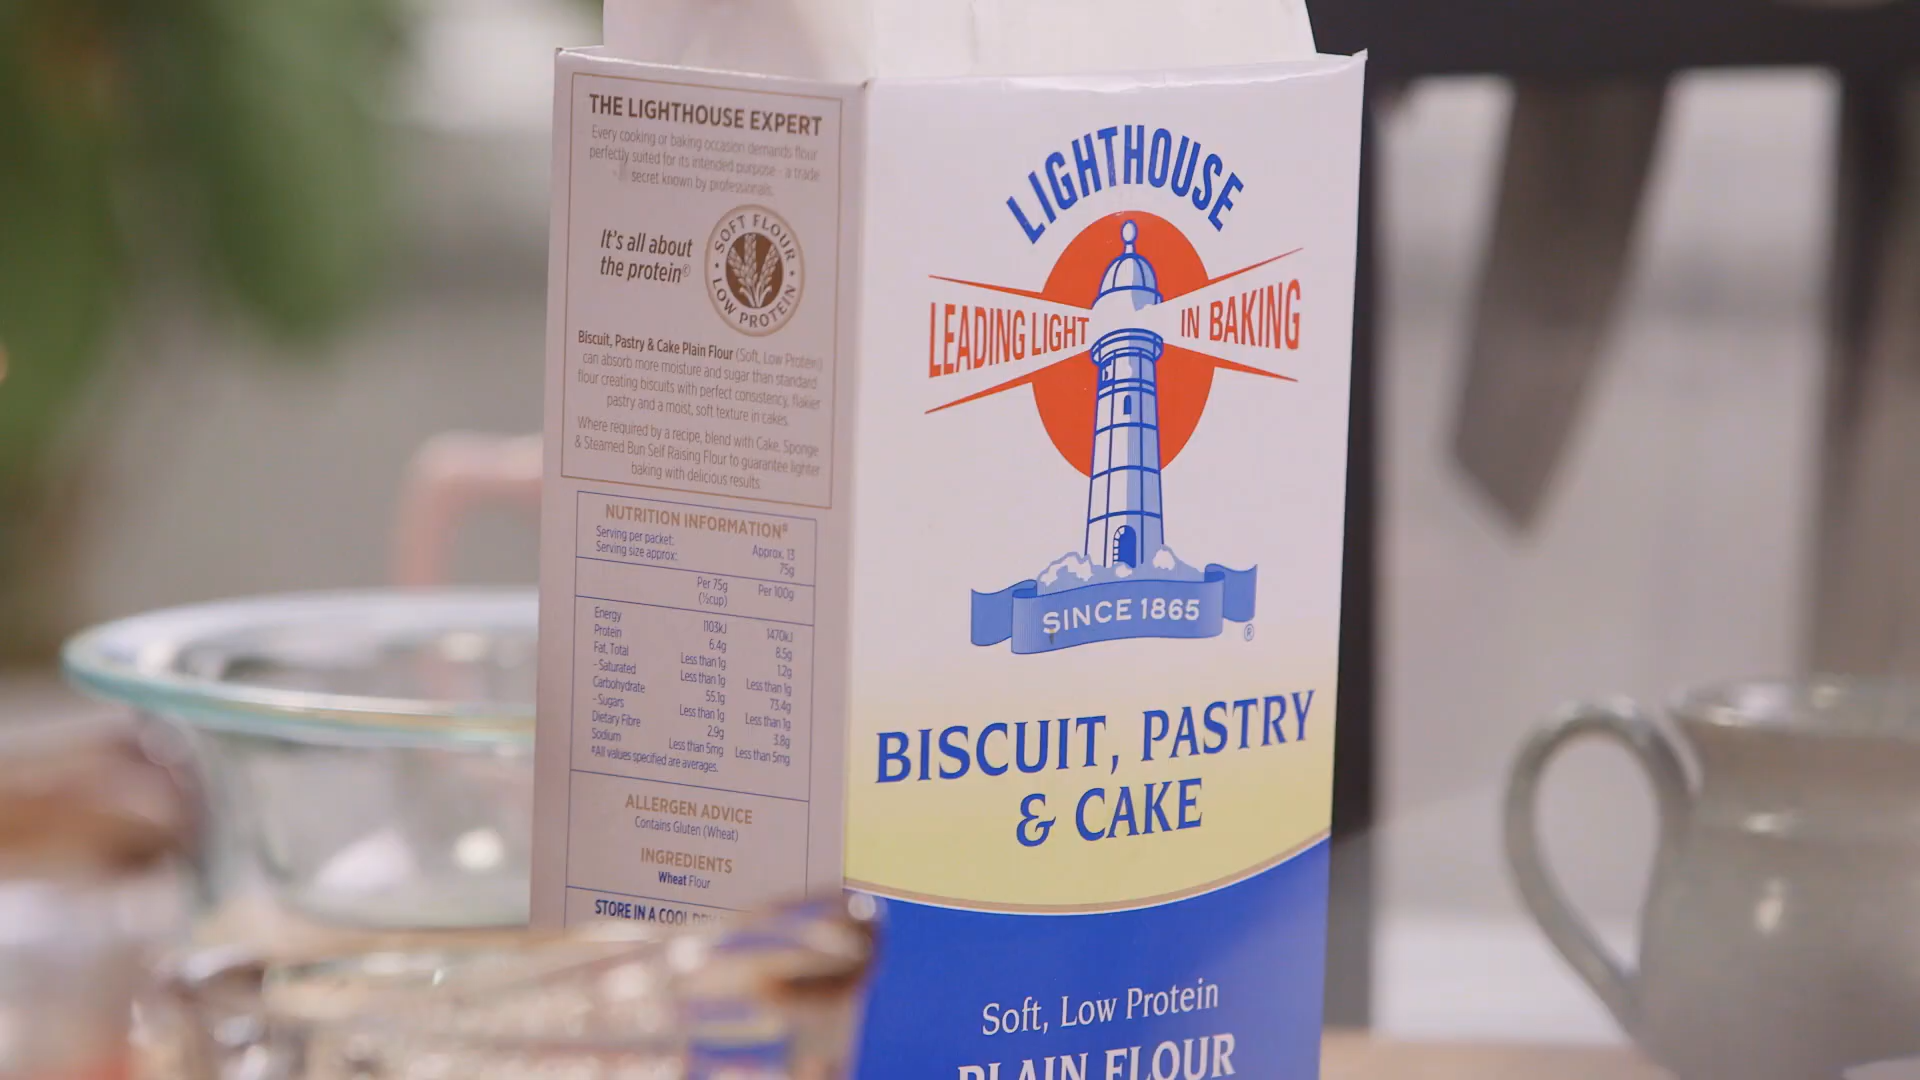 THE LIGHTHOUSE EXPERT
Every cooking or baking occasion demands flour
perfectly suited for its intended purpose - a trade
secret known by professionals.
It's all about
the protein©
SOFT FLOUR
LOW PROTEIN
Biscuit, Pastry & Cake Plain Flour (Soft, Low Protein)
can absorb more moisture and sugar than standard
flour creating biscuits with perfect consistency, flakier
pastry and a moist, soft texture in cakes.
Where required by a recipe, blend with Cake, Sponge
& Steamed Bun Self Raising Flour to guarantee lighter
baking with delicious results.
NUTRITION INFORMATION#
Serving per packet: Approx. 13
Serving size approx: 75g
Per 75g Per 100g
(½cup)
Energy 1103kJ 1470kJ
Protein 6.4g 8.5g
Fat, Total Less than 1g 1.2g
- Saturated Less than 1g Less than 1g
Carbohydrate 55.1g 73.4g
- Sugars Less than 1g Less than 1g
Dietary Fibre 2.9g 3.8g
Sodium Less than 5mg Less than 5mg
#All values specified are averages.
ALLERGEN ADVICE
Contains Gluten (Wheat)
INGREDIENTS
Wheat Flour
STORE IN A COOL DRY
LIGHTHOUSE
LEADING LIGHT IN BAKING
SINCE 1865
®
BISCUIT, PASTRY
& CAKE
Soft, Low Protein
PLAIN FLOUR